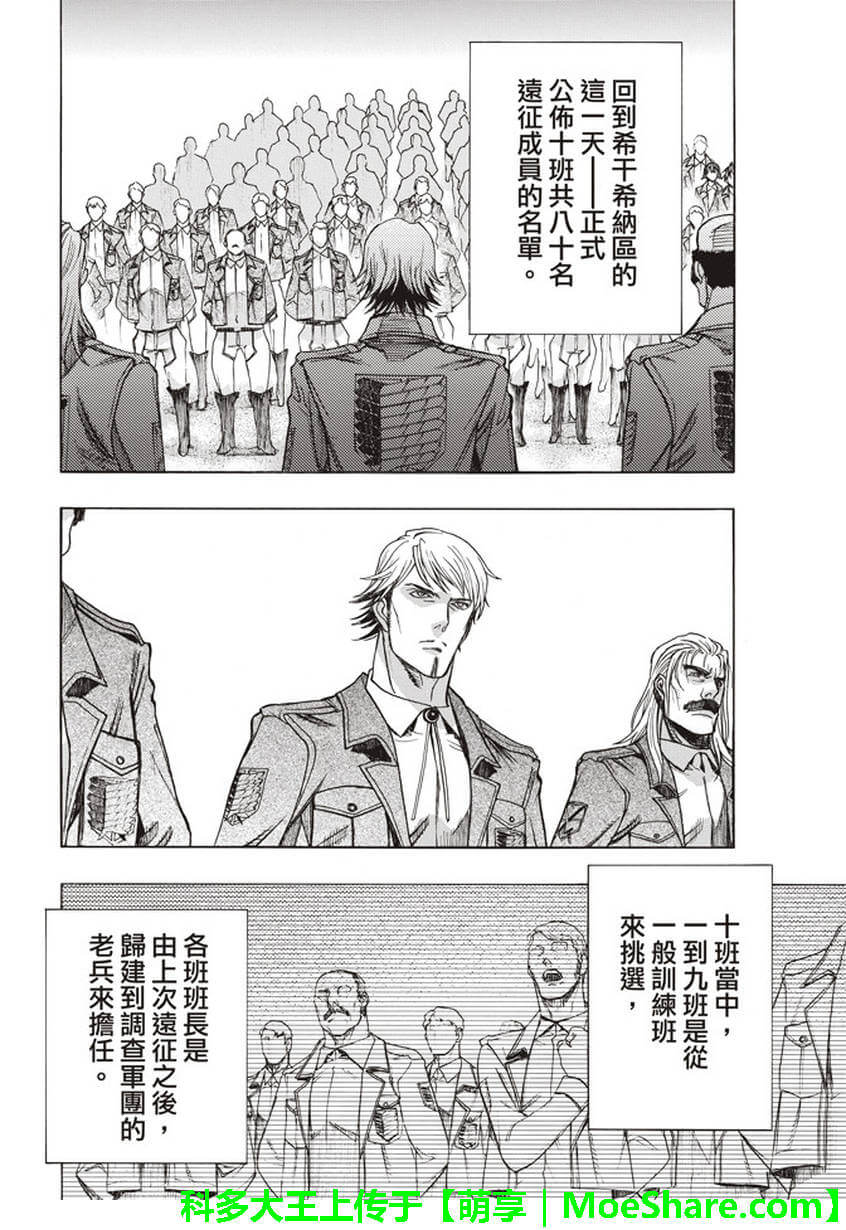 回到希干希納區的
這一天——正式
公佈十班共八十名
遠征成員的名單。
十班當中，
一到九班是從
一般訓練班
來挑選，
各班班長是
由上次遠征之後，
歸建到調查軍團的
老兵來擔任。
科多大王上传于【萌享｜MoeShare.com】